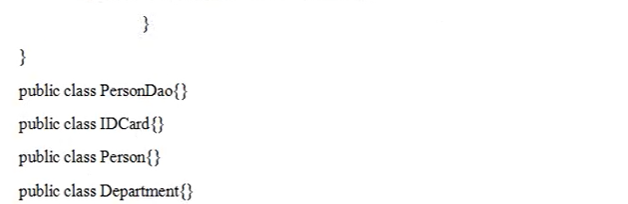 }
}
public class PersonDao{}
public class IDCard{}
public class Person{}
public class Department{}